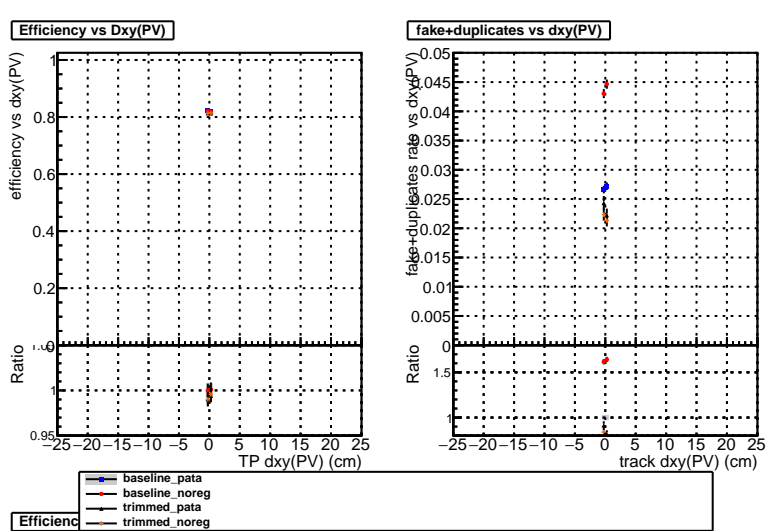 Efficiency vs Dxy(PV)
efficiency vs dxy(PV)
1
0.8
0.6
0.4
0.2
0
Ratio
1
0.95
−25 −20 −15 −10 −5 0 5 10 15 20 25
TP dxy(PV) (cm)
fake+duplicates vs dxy(PV)
fake+duplicates rate vs dxy(PV)
0.05
0.045
0.04
0.035
0.03
0.025
0.02
0.015
0.01
0.005
0
Ratio
1.5
1
−25 −20 −15 −10 −5 0 5 10 15 20 25
track dxy(PV) (cm)
baseline_pata
baseline_noreg
trimmed_pata
trimmed_noreg
Efficienc